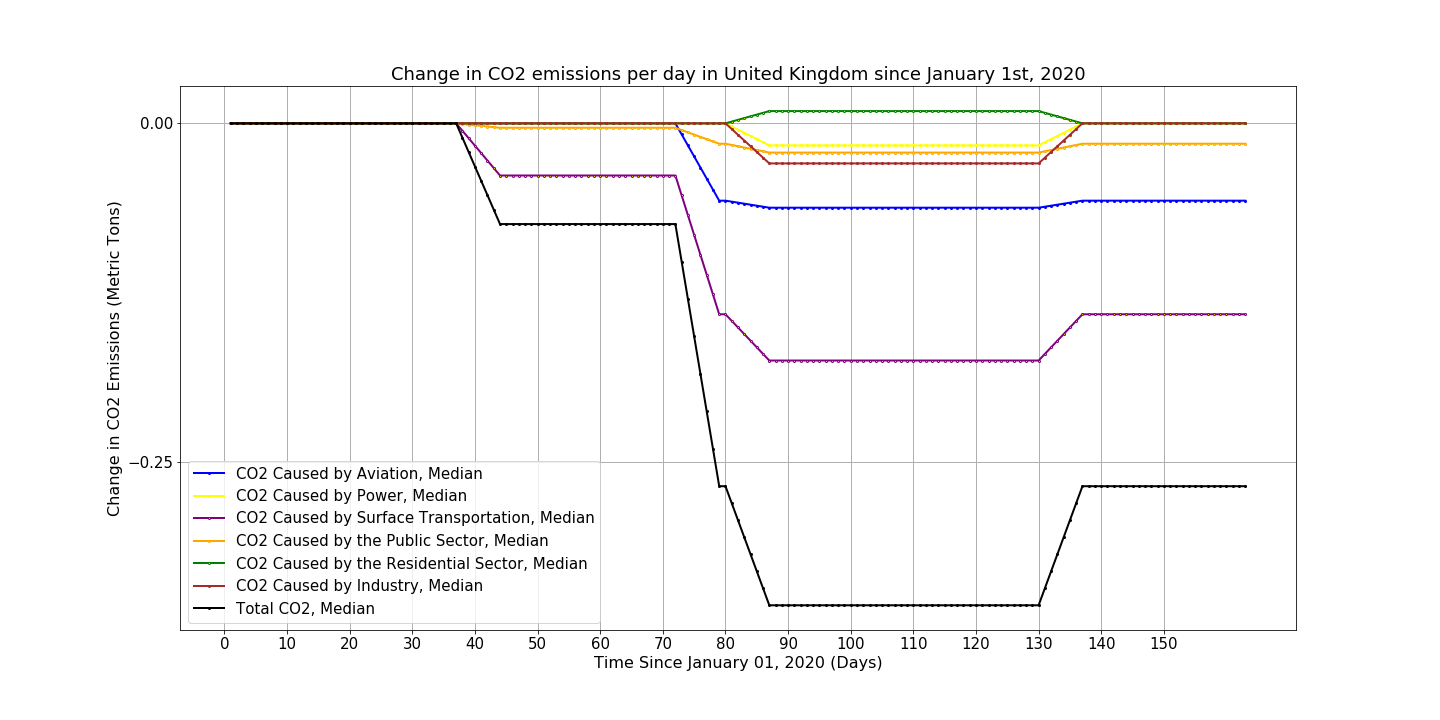 Change in CO2 emissions per day in United Kingdom since January 1st, 2020
Change in CO2 Emissions (Metric Tons)
0.00
−0.25
CO2 Caused by Aviation, Median
CO2 Caused by Power, Median
CO2 Caused by Surface Transportation, Median
CO2 Caused by the Public Sector, Median
CO2 Caused by the Residential Sector, Median
CO2 Caused by Industry, Median
Total CO2, Median
0 10 20 30 40 50 60 70 80 90 100 110 120 130 140 150
Time Since January 01, 2020 (Days)